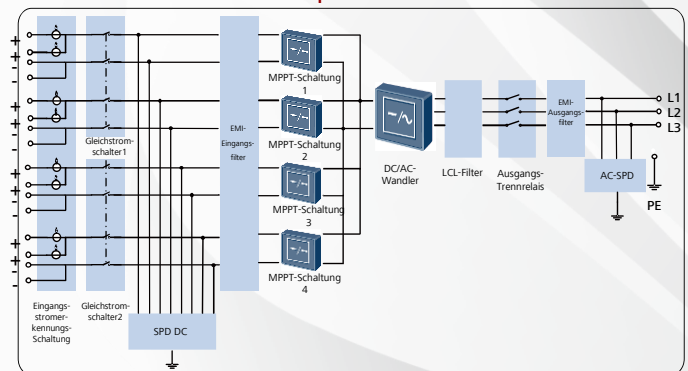 +
+
-
-
MPPT-Schaltung
1
+
+
-
-
Gleichstrom-
schalter1
EMI-
Eingangs-
filter
MPPT-Schaltung
2
DC/AC-
Wandler
LCL-Filter
Ausgangs-
Trennrelais
EMI-
Ausgangs-
filter
L1
L2
L3
AC-SPD
PE
+
+
-
-
MPPT-Schaltung
3
+
+
-
-
MPPT-Schaltung
4
Eingangs-
stromer-
kennungs-
Schaltung
Gleichstrom-
schalter2
SPD DC